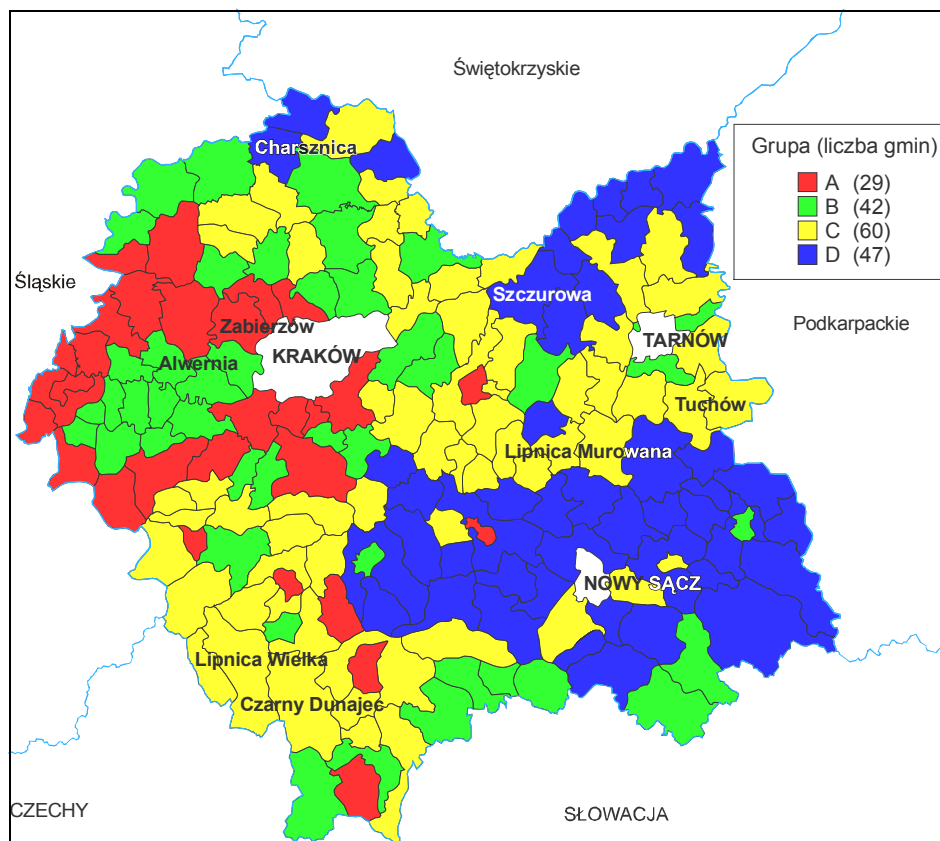 Świętokrzyskie
Grupa (liczba gmin)
A (29)
B (42)
C (60)
D (47)
Charsznica
Śląskie
Szczurowa
Podkarpackie
Zabierzów
KRAKÓW
TARNÓW
Alwernia
Tuchów
Lipnica Murowana
NOWY SĄCZ
Lipnica Wielka
Czarny Dunajec
CZECHY
SŁOWACJA